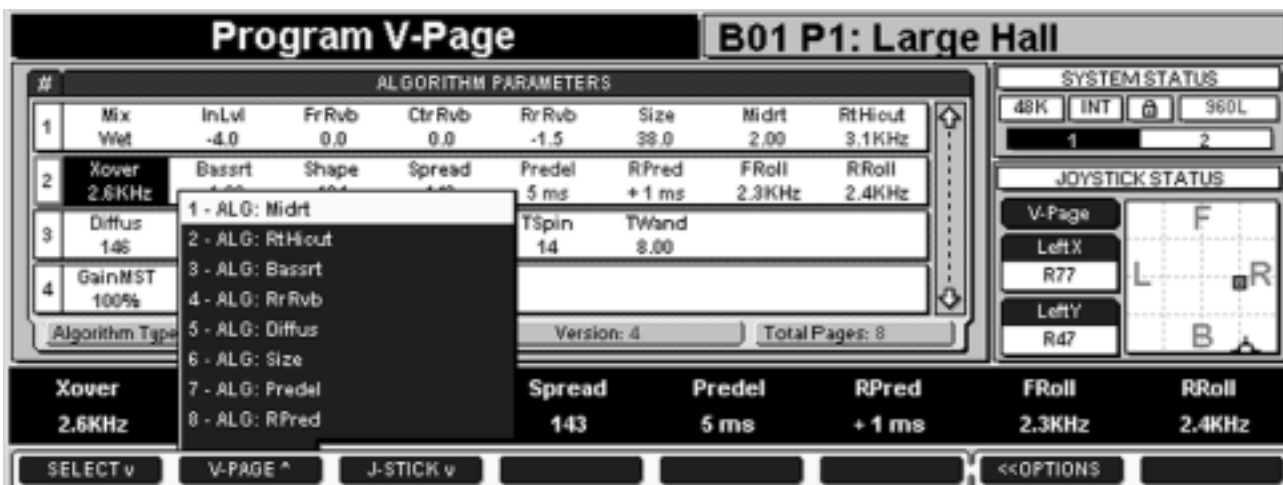 Program V-Page
B01 P1: Large Hall
# ALGORITHM PARAMETERS
1 Mix InLvl FrRvb CtrRvb RrRvb Size Midrt RtHicut
Wet -4.0 0.0 0.0 -1.5 38.0 2.00 3.1KHz
2 Xover Bassrt Shape Spread Predel RPred FRoll RRoll
2.6KHz 5 ms +1 ms 2.3KHz 2.4KHz
3 Diffus TSpin TWand
146 14 8.00
4 GainMST
100%
Algorithm Type Version: 4 Total Pages: 8
1 - ALG: Midrt
2 - ALG: RtHicut
3 - ALG: Bassrt
4 - ALG: RrRvb
5 - ALG: Diffus
6 - ALG: Size
7 - ALG: Predel
8 - ALG: RPred
SYSTEM STATUS
48K INT 960L
1 2
JOYSTICK STATUS
V-Page
LeftX
R77
LeftY
R47
F
L R
B
Xover Spread Predel RPred FRoll RRoll
2.6KHz 143 5 ms +1 ms 2.3KHz 2.4KHz
SELECT v V-PAGE ^ J-STICK v <<OPTIONS